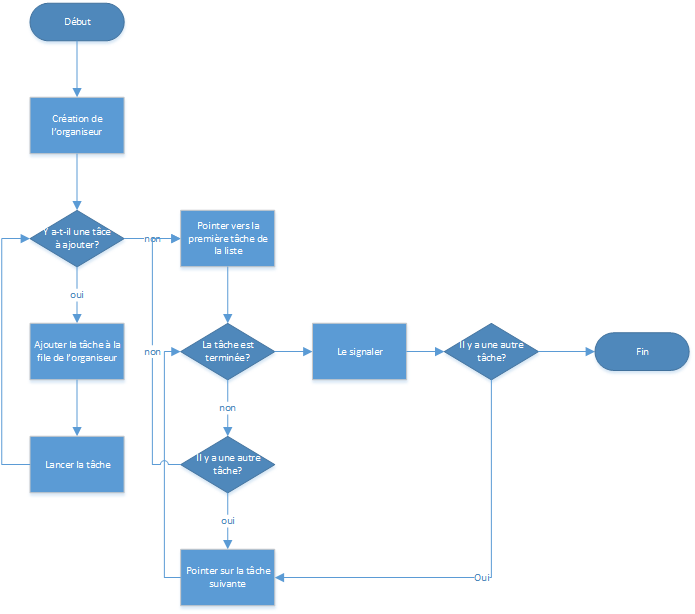 Début
Création de
l'organiseur
Y a-t-il une tâce
à ajouter?
non
Pointer vers la
première tâche de
la liste
oui
Ajouter la tâche à la
file de l'organiseur
non
La tâche est
terminée?
Le signaler
Il y a une autre
tâche?
Fin
non
Lancer la tâche
Il y a une autre
tâche?
oui
Pointer sur la tâche
suivante
Oui